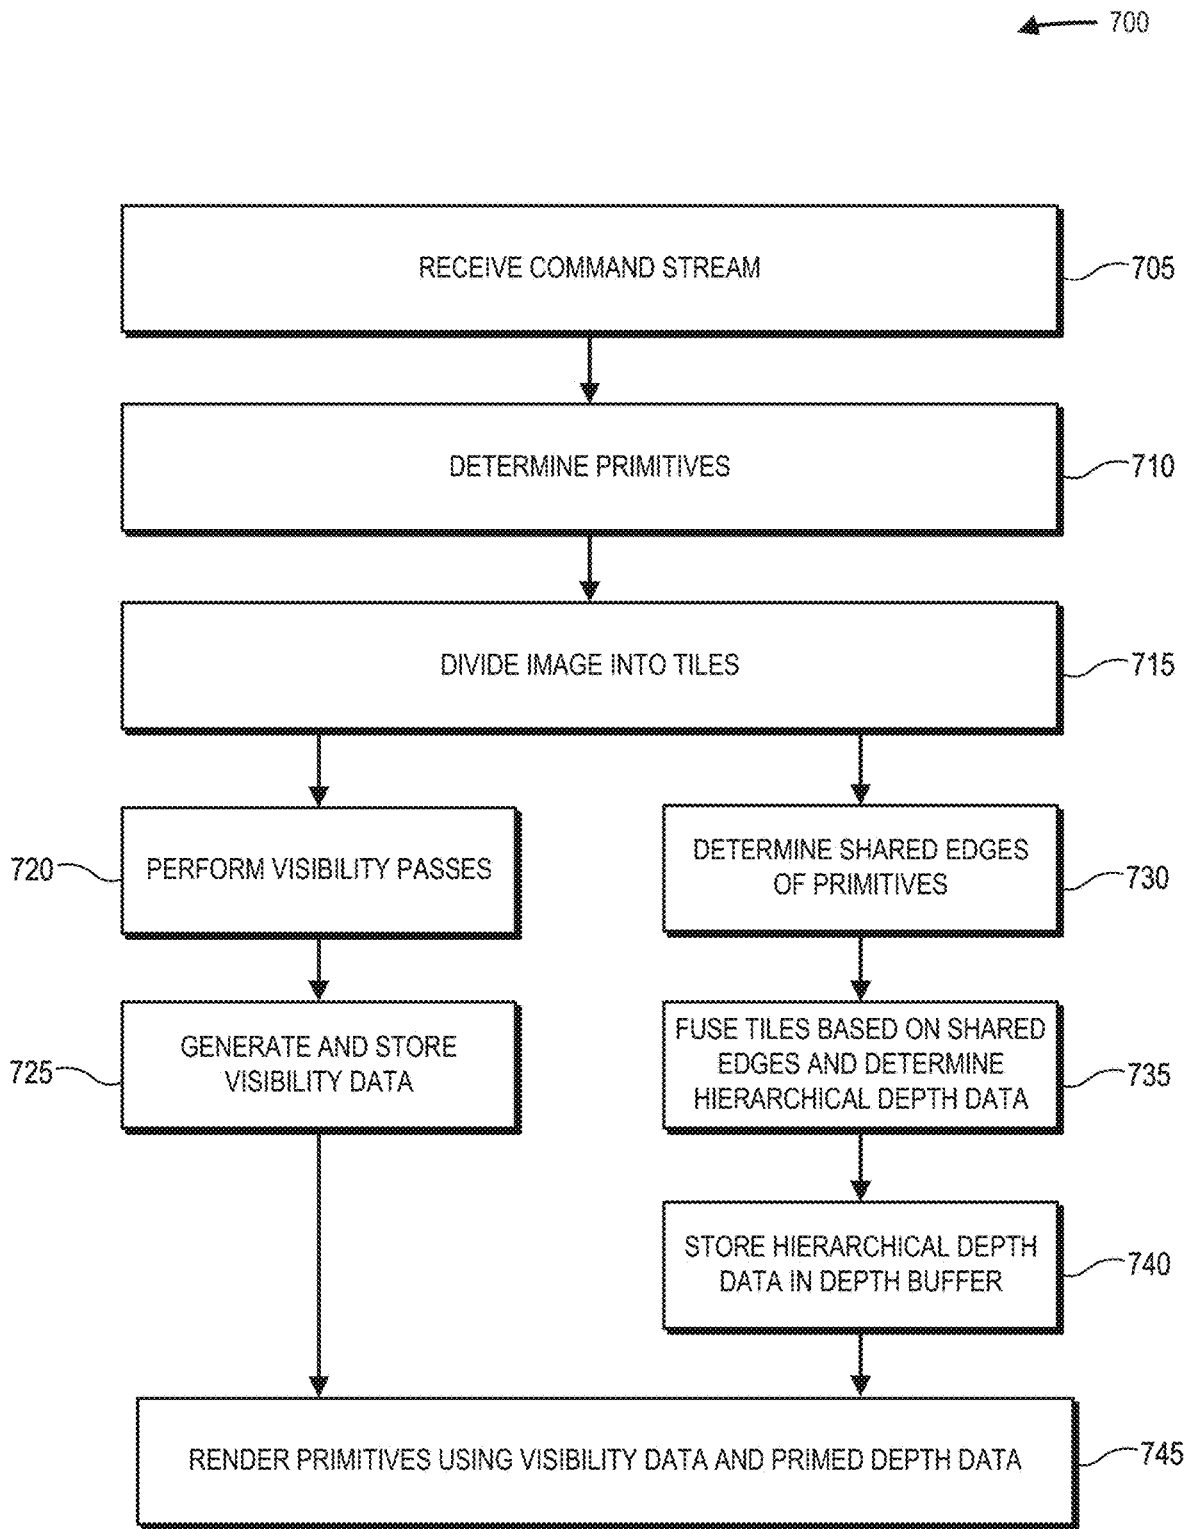 700
RECEIVE COMMAND STREAM
705
DETERMINE PRIMITIVES
710
DIVIDE IMAGE INTO TILES
715
720
PERFORM VISIBILITY PASSES
DETERMINE SHARED EDGES
OF PRIMITIVES
730
725
GENERATE AND STORE
VISIBILITY DATA
FUSE TILES BASED ON SHARED
EDGES AND DETERMINE
HIERARCHICAL DEPTH DATA
735
STORE HIERARCHICAL DEPTH
DATA IN DEPTH BUFFER
740
RENDER PRIMITIVES USING VISIBILITY DATA AND PRIMED DEPTH DATA
745